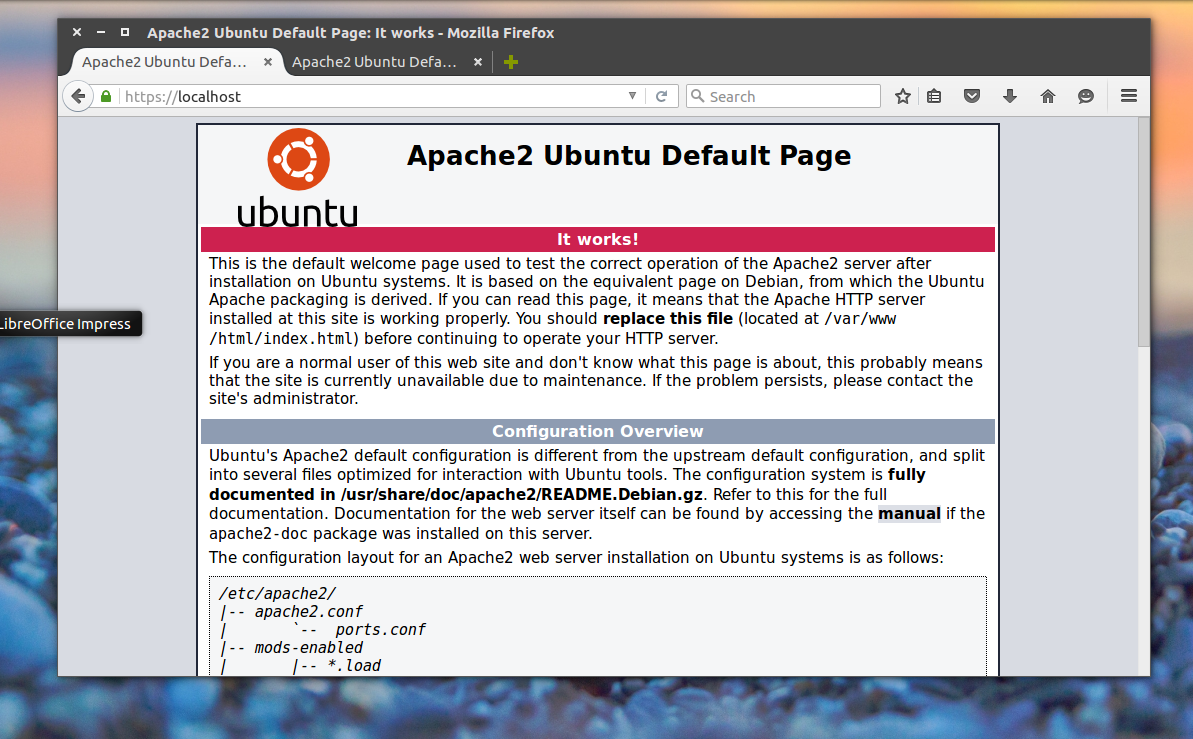 Apache2 Ubuntu Default Page: It works - Mozilla Firefox
Apache2 Ubuntu Defa...
Apache2 Ubuntu Defa...
https://localhost
Search
ubuntu
Apache2 Ubuntu Default Page
It works!
This is the default welcome page used to test the correct operation of the Apache2 server after
installation on Ubuntu systems. It is based on the equivalent page on Debian, from which the Ubuntu
Apache packaging is derived. If you can read this page, it means that the Apache HTTP server
installed at this site is working properly. You should replace this file (located at /var/www
/html/index.html) before continuing to operate your HTTP server.
If you are a normal user of this web site and don't know what this page is about, this probably means
that the site is currently unavailable due to maintenance. If the problem persists, please contact the
site's administrator.
Configuration Overview
Ubuntu's Apache2 default configuration is different from the upstream default configuration, and split
into several files optimized for interaction with Ubuntu tools. The configuration system is fully
documented in /usr/share/doc/apache2/README.Debian.gz. Refer to this for the full
documentation. Documentation for the web server itself can be found by accessing the manual if the
apache2-doc package was installed on this server.
The configuration layout for an Apache2 web server installation on Ubuntu systems is as follows:
/etc/apache2/
|-- apache2.conf
|       `--  ports.conf
|-- mods-enabled
|       |-- *.load
LibreOffice Impress